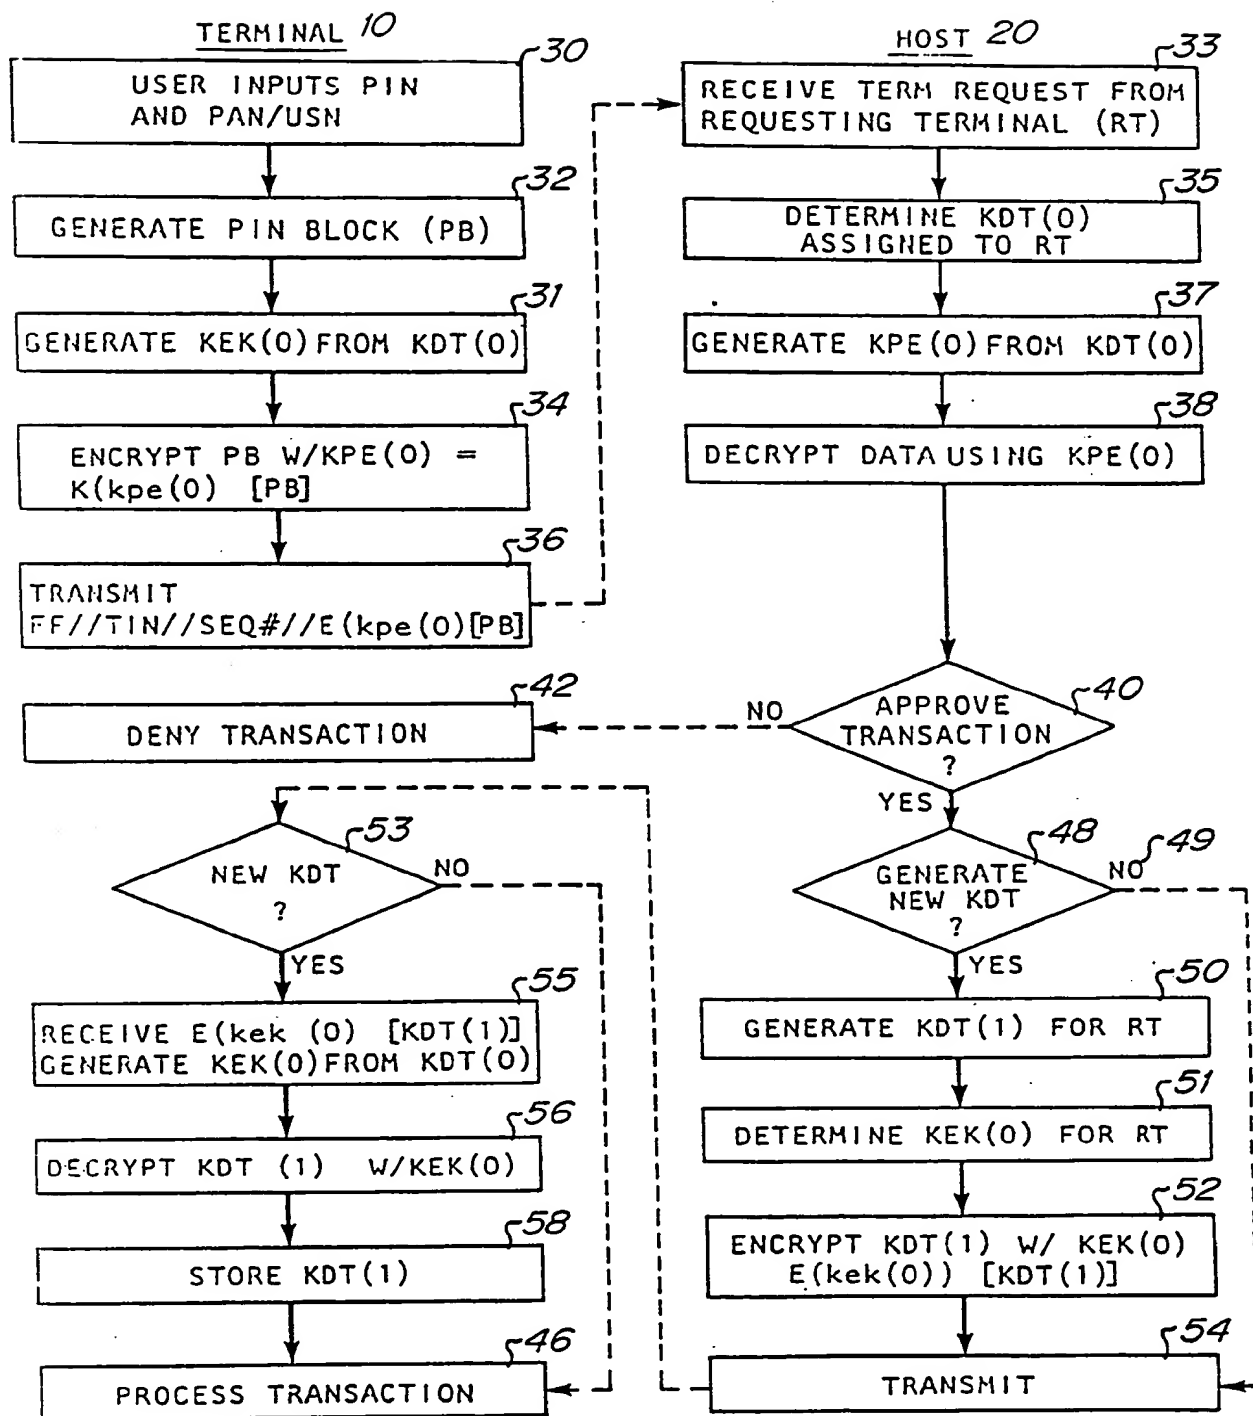 TERMINAL 10
30
USER INPUTS PIN
AND PAN/USN
32
GENERATE PIN BLOCK (PB)
31
GENERATE KEK(0) FROM KDT(0)
34
ENCRYPT PB W/KPE(0) =
K(kpe(0) [PB]
36
TRANSMIT
FF//TIN//SEQ#//E(kpe(0)[PB]
42
DENY TRANSACTION
53
NEW KDT
?
NO
YES
55
RECEIVE E(kek (0) [KDT(1)]
GENERATE KEK(0) FROM KDT(0)
56
DECRYPT KDT (1) W/KEK(0)
58
STORE KDT(1)
46
PROCESS TRANSACTION
HOST 20
33
RECEIVE TERM REQUEST FROM
REQUESTING TERMINAL (RT)
35
DETERMINE KDT(0)
ASSIGNED TO RT
37
GENERATE KPE(0) FROM KDT(0)
38
DECRYPT DATA USING KPE(0)
40
NO
APPROVE
TRANSACTION
?
YES
48
49
GENERATE
NEW KDT
?
NO
YES
50
GENERATE KDT(1) FOR RT
51
DETERMINE KEK(0) FOR RT
52
ENCRYPT KDT(1) W/ KEK(0)
E(kek(0)) [KDT(1)]
54
TRANSMIT